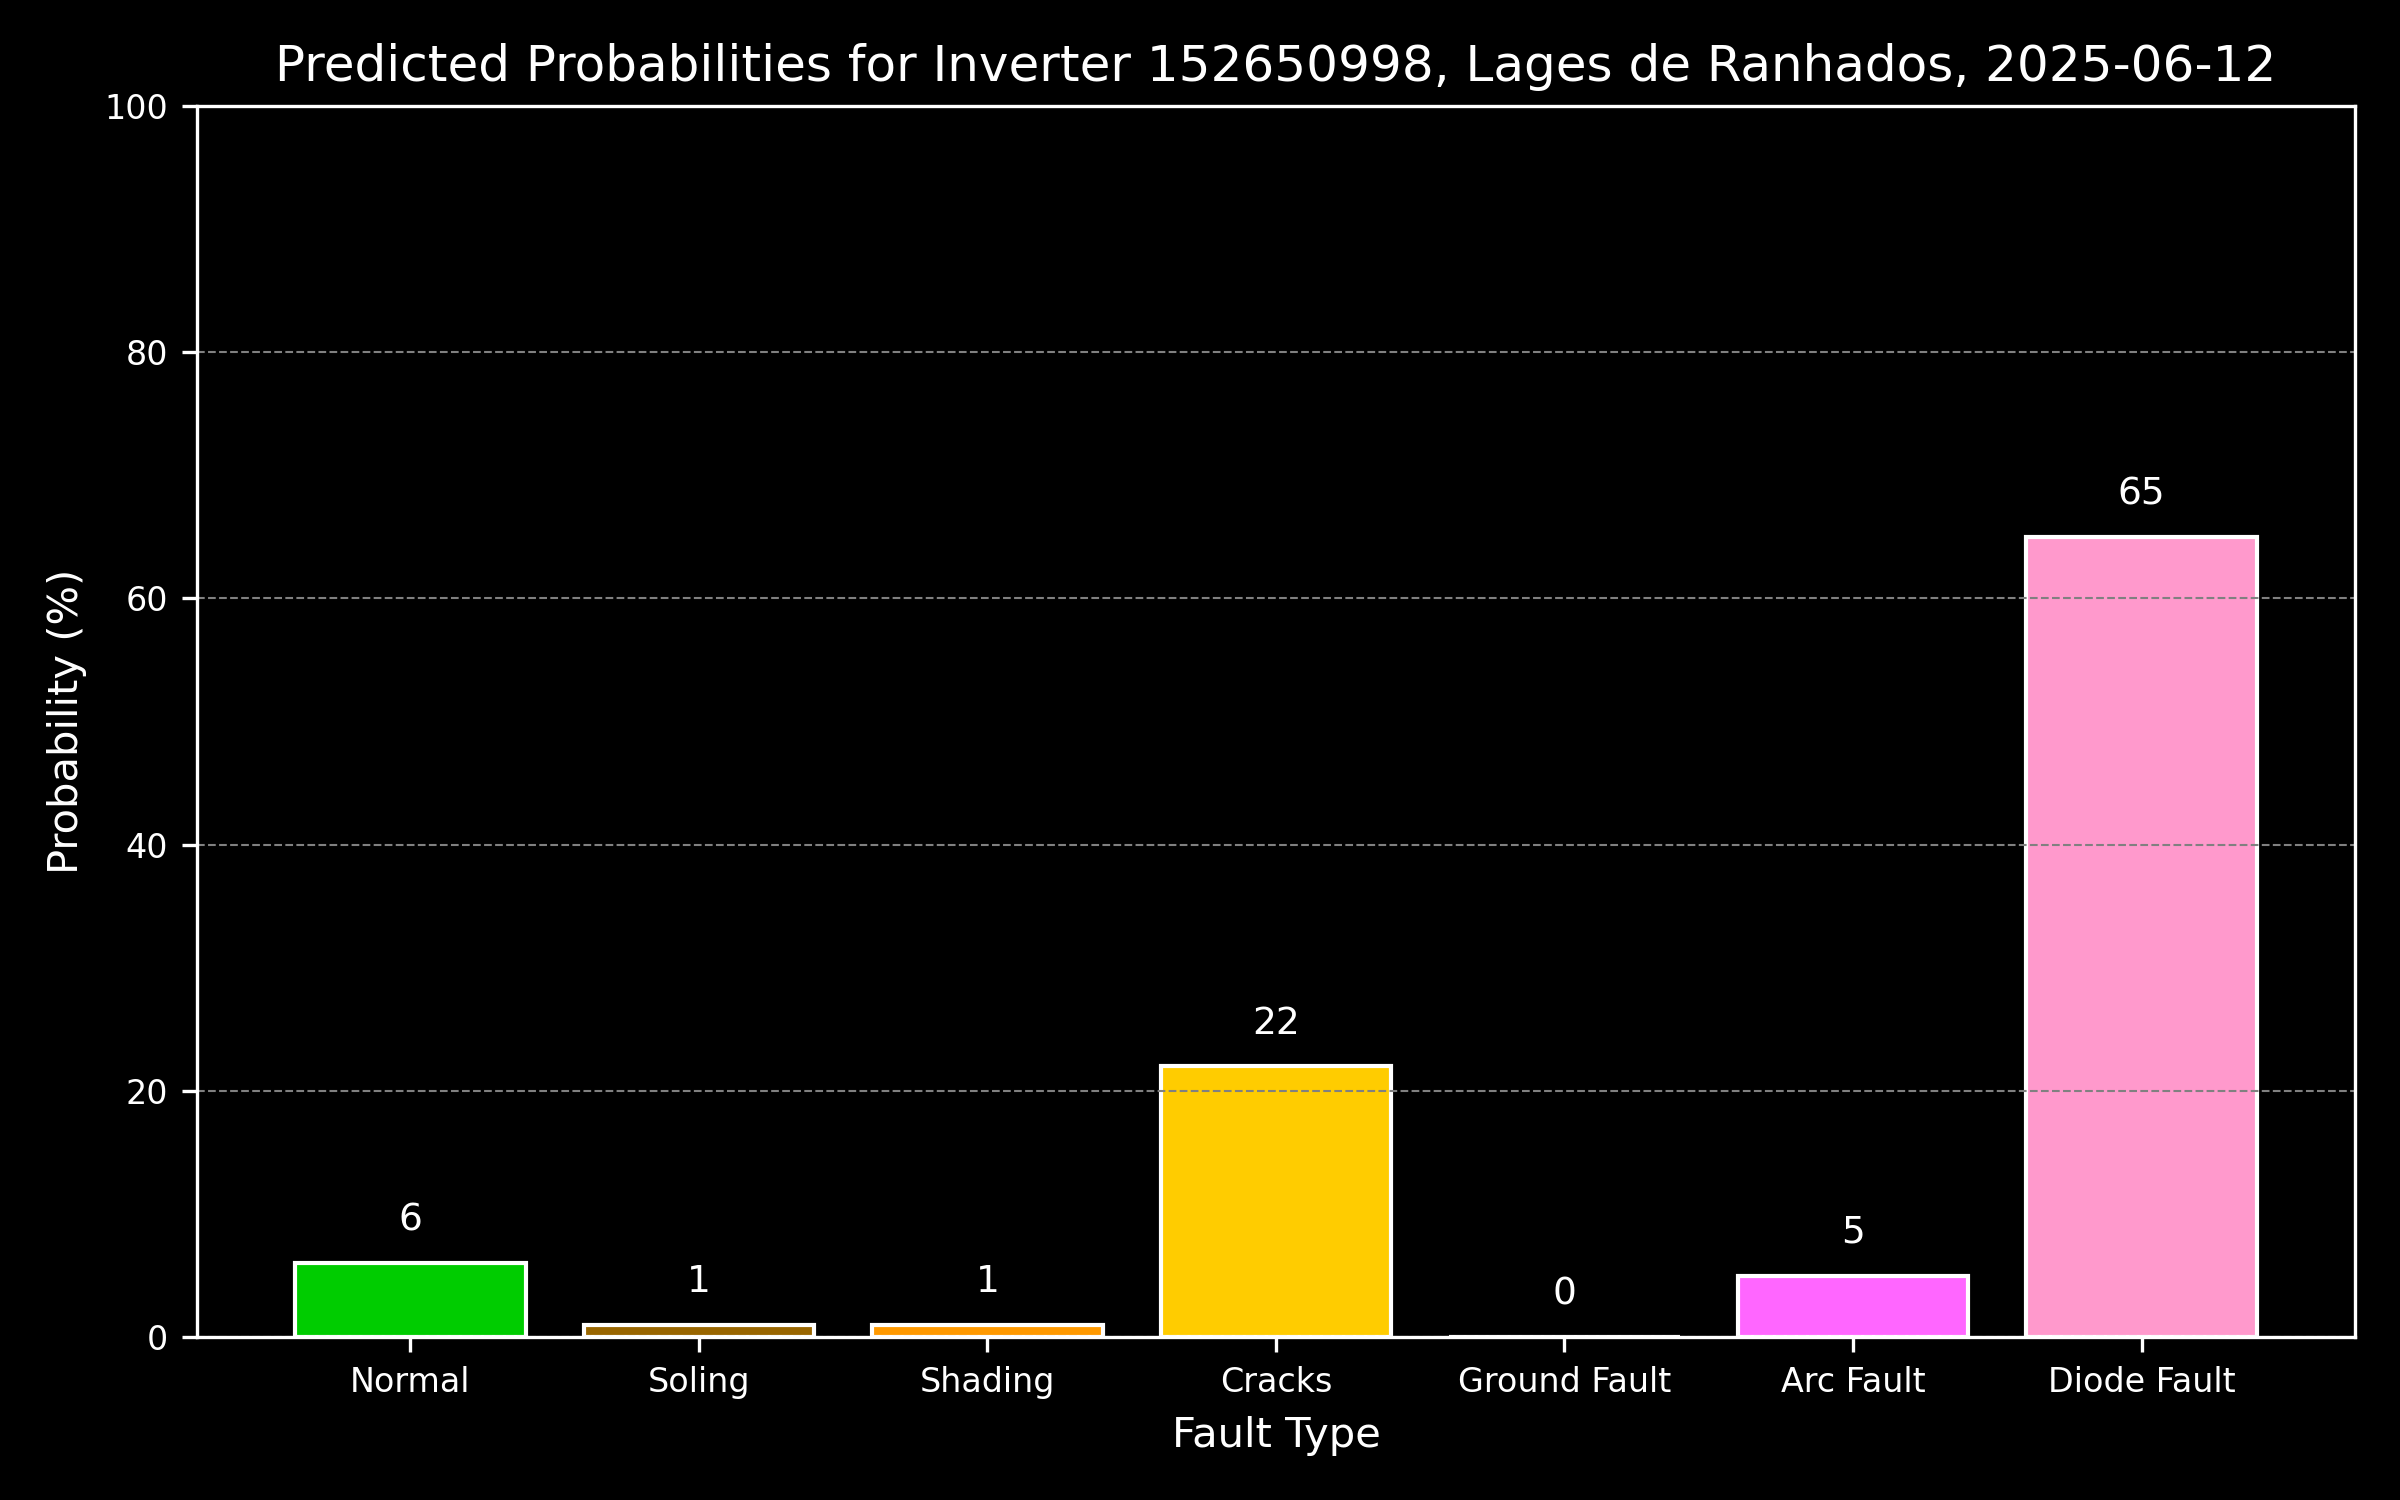 Predicted Probabilities for Inverter 152650998, Lages de Ranhados, 2025-06-12
100
80
60
40
20
0
Probability (%)
6
1
1
22
0
5
65
Normal
Soling
Shading
Cracks
Ground Fault
Arc Fault
Diode Fault
Fault Type